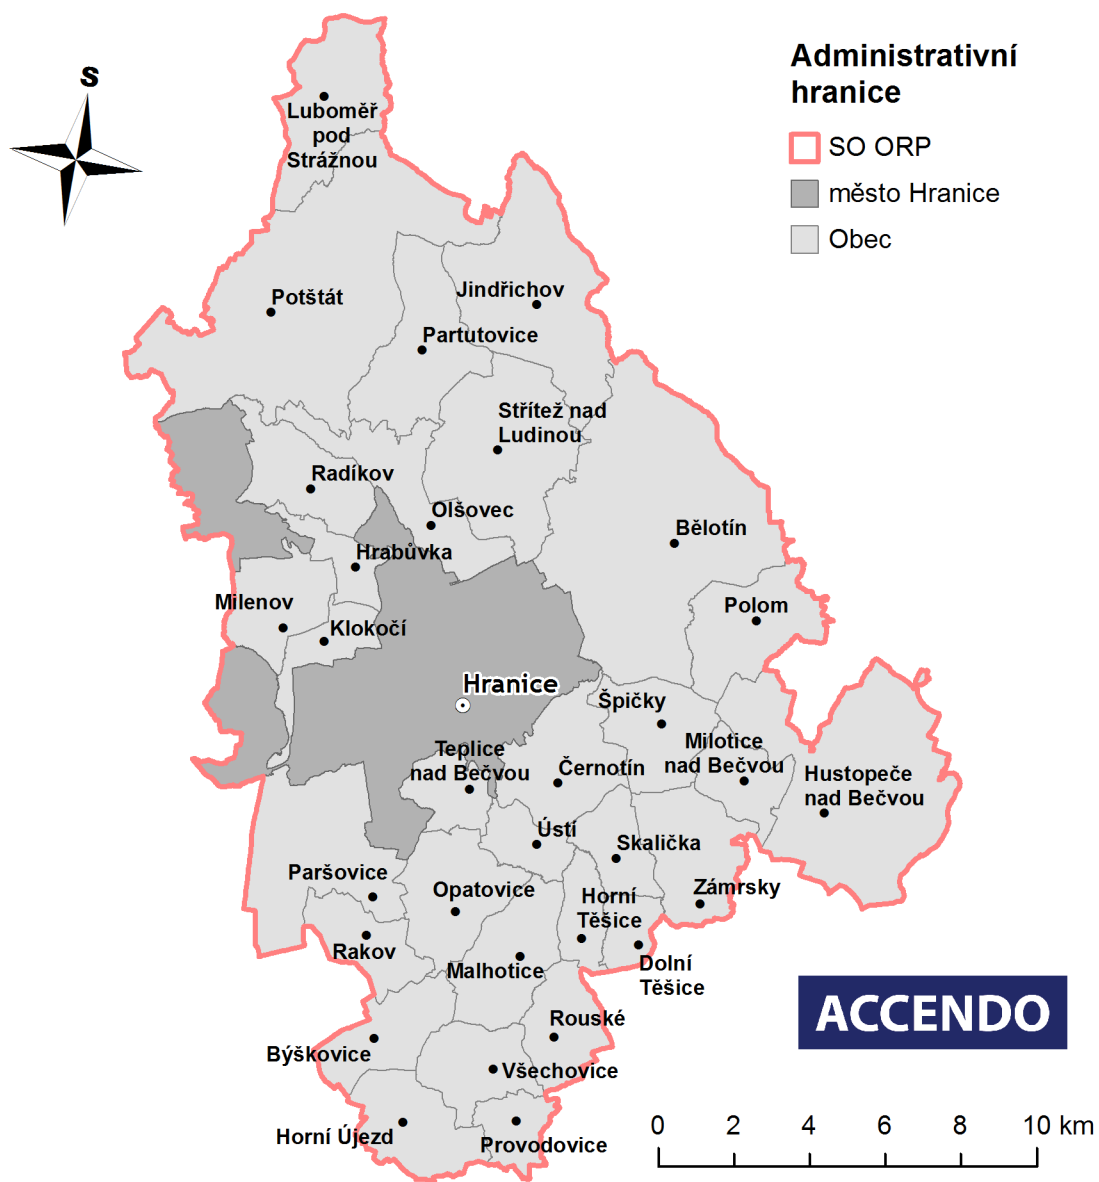 Administrativní
hranice
SO ORP
město Hranice
Obec
S
Luboměř
pod
Strážnou
Potštát
Jindřichov
Partutovice
Střítež nad
Ludinou
Radíkov
Olšovec
Hrabůvka
Bělotín
Milenov
Klokočí
Polom
Hranice
Špičky
Teplice
nad Bečvou
Černotín
Milotice
nad Bečvou
Hustopeče
nad Bečvou
Ústí
Skalička
Paršovice
Opatovice
Horní
Těšice
Zámrsky
Rakov
Malhotice
Dolní
Těšice
Rouské
Býškovice
Všechovice
Horní Újezd
Provodovice
ACCENDO
0 2 4 6 8 10 km